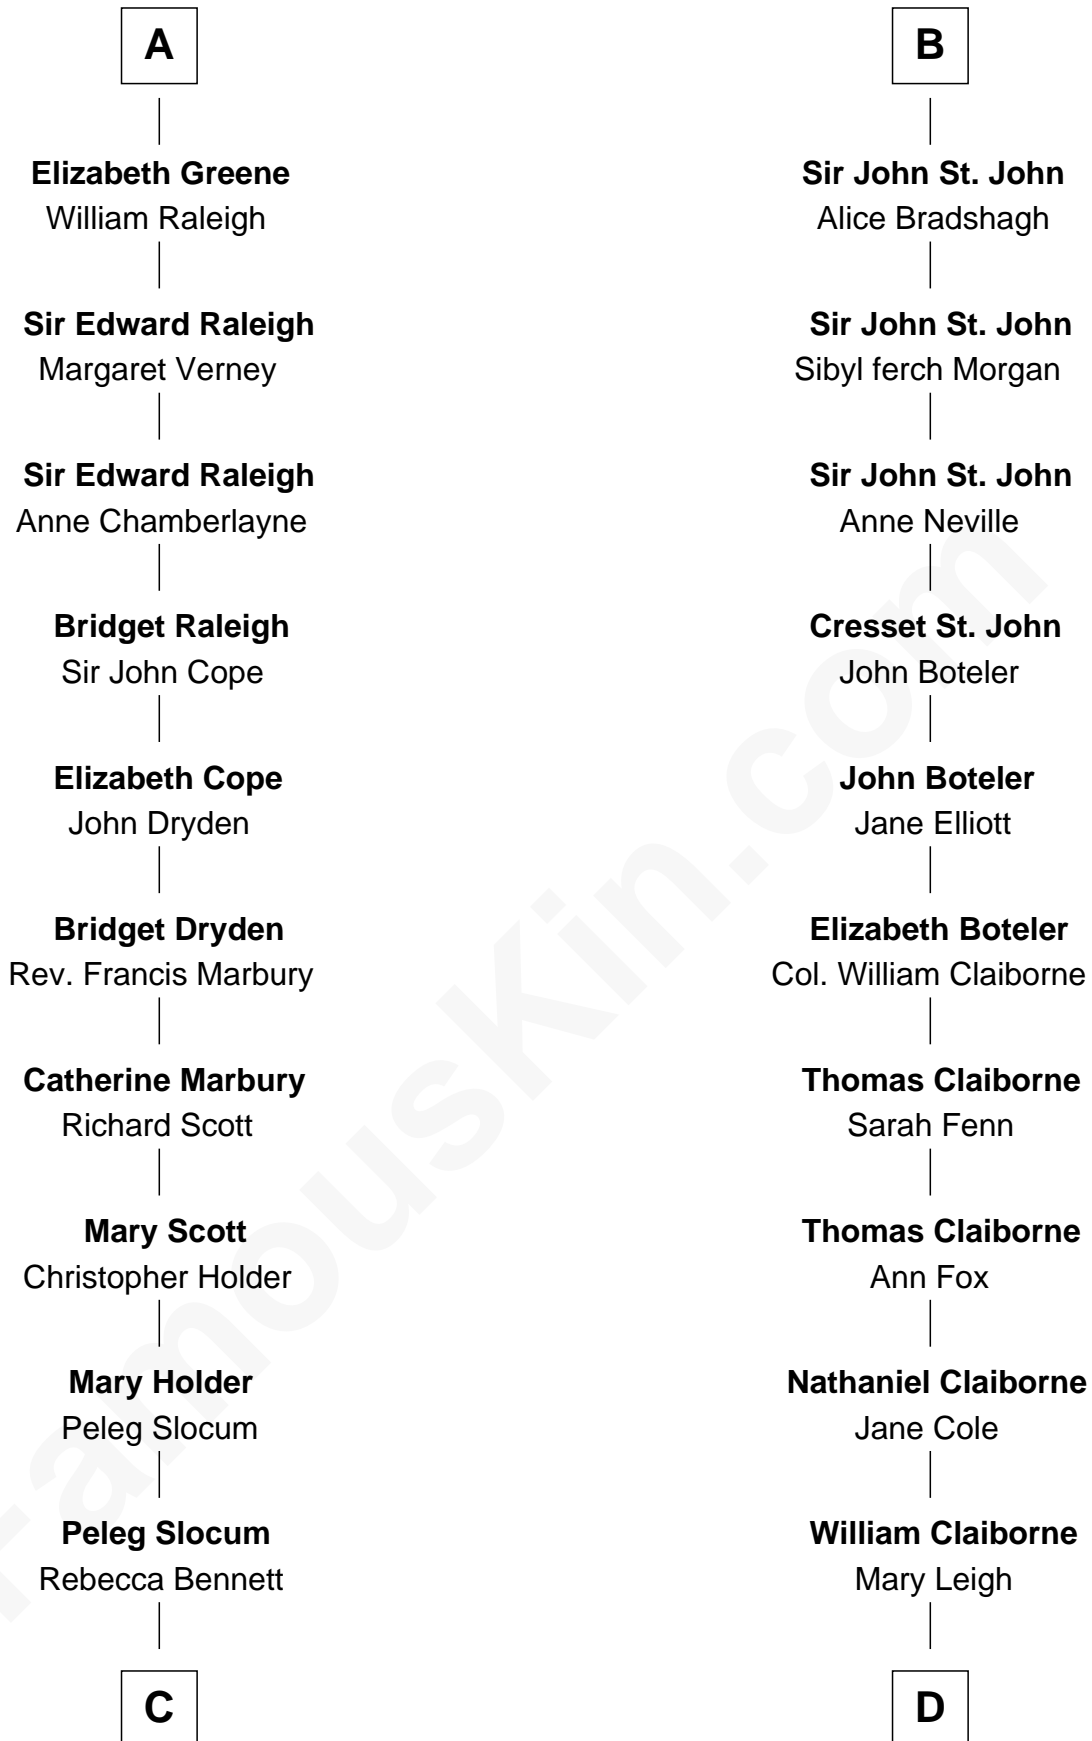 A
Elizabeth Greene
William Raleigh
Sir Edward Raleigh
Margaret Verney
Sir Edward Raleigh
Anne Chamberlayne
Bridget Raleigh
Sir John Cope
Elizabeth Cope
John Dryden
Bridget Dryden
Rev. Francis Marbury
Catherine Marbury
Richard Scott
Mary Scott
Christopher Holder
Mary Holder
Peleg Slocum
Peleg Slocum
Rebecca Bennett
C
B
Sir John St. John
Alice Bradshagh
Sir John St. John
Sibyl ferch Morgan
Sir John St. John
Anne Neville
Cresset St. John
John Boteler
John Boteler
Jane Elliott
Elizabeth Boteler
Col. William Claiborne
Thomas Claiborne
Sarah Fenn
Thomas Claiborne
Ann Fox
Nathaniel Claiborne
Jane Cole
William Claiborne
Mary Leigh
D
FamousKin.com